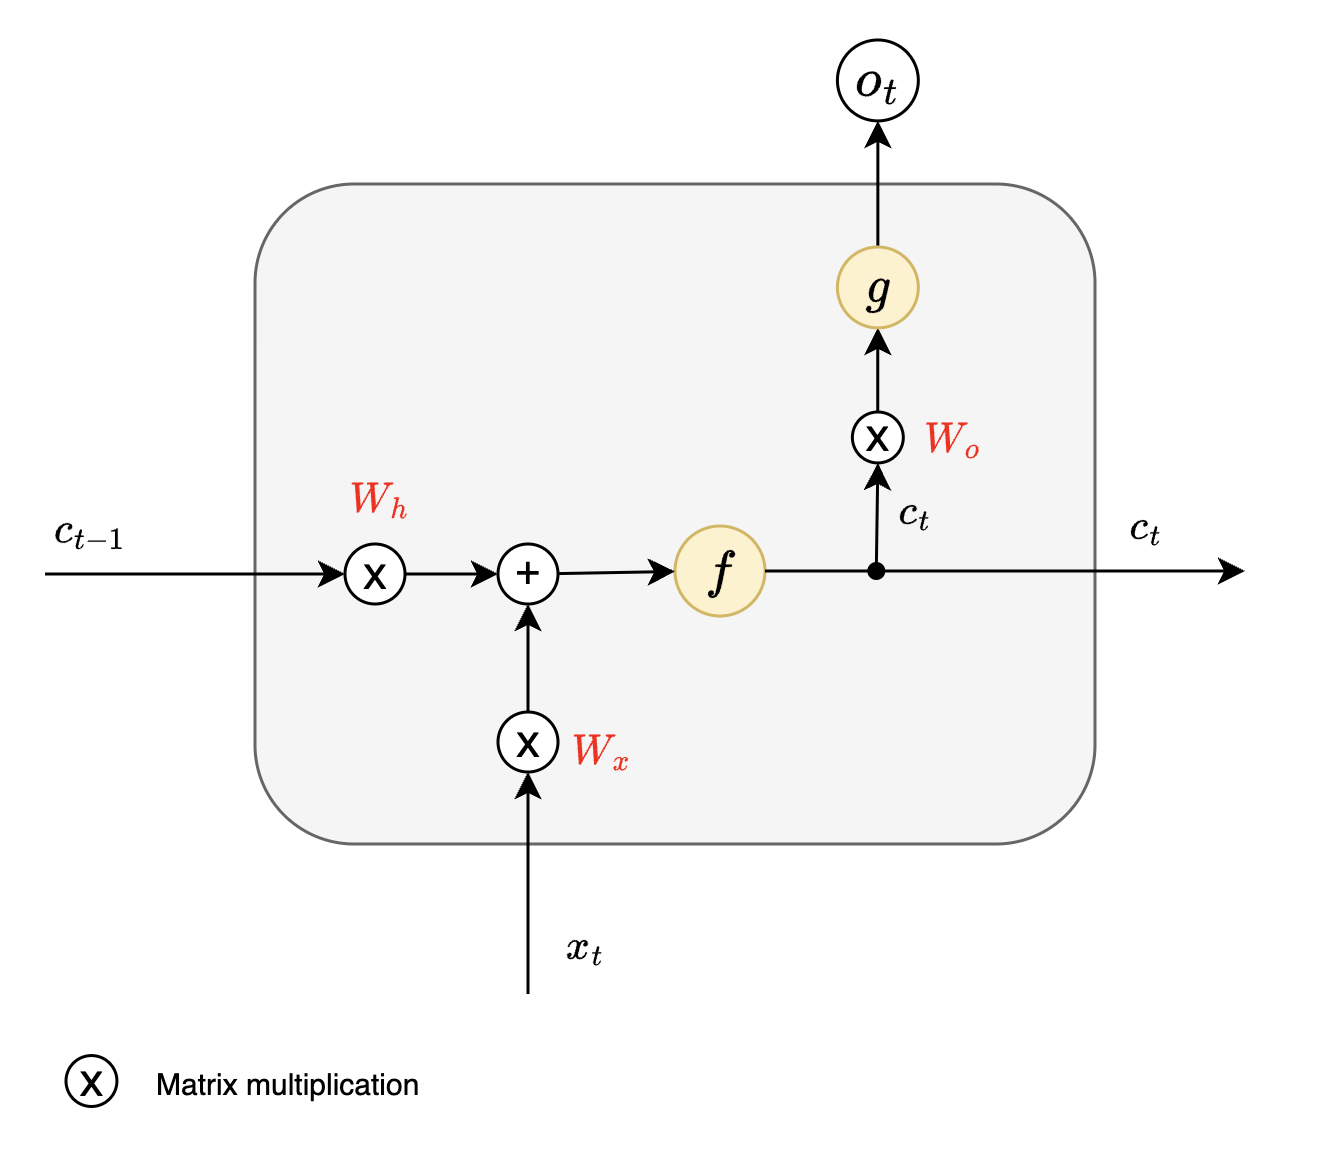 o_t
g
x W_o
c_t
W_h
c_{t-1}
c_t
x
+
f
x W_x
x_t
x Matrix multiplication